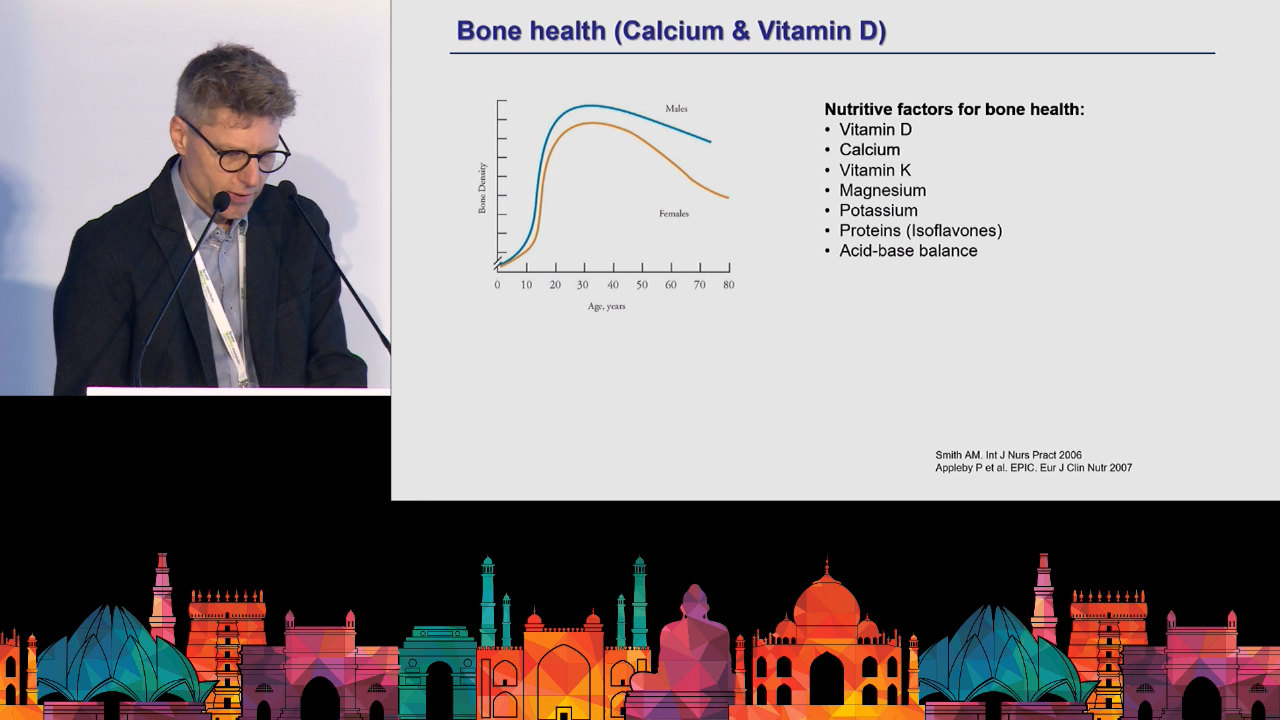 Bone health (Calcium & Vitamin D)
Males
Females
Bone Density
0 10 20 30 40 50 60 70 80
Age, years
Nutritive factors for bone health:
• Vitamin D
• Calcium
• Vitamin K
• Magnesium
• Potassium
• Proteins (Isoflavones)
• Acid-base balance
Smith AM. Int J Nurs Pract 2006
Appleby P et al. EPIC. Eur J Clin Nutr 2007